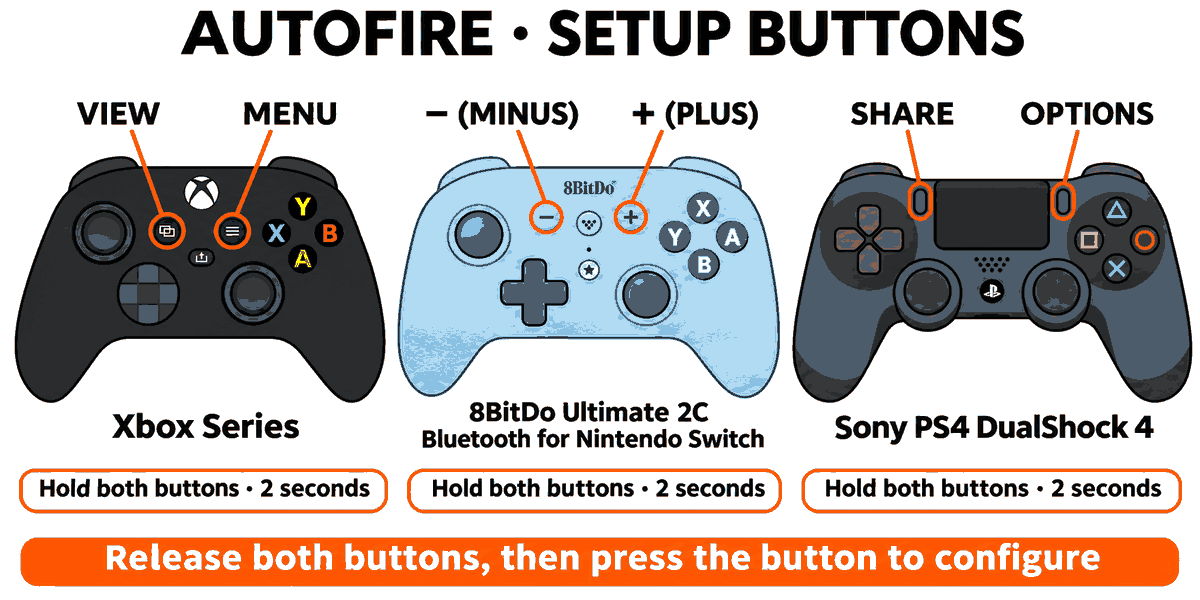 AUTOFIRE • SETUP BUTTONS
VIEW MENU
− (MINUS) + (PLUS)
SHARE OPTIONS
Y
X B
A
8BitDo
− +
X
Y A
B
Xbox Series
8BitDo Ultimate 2C
Bluetooth for Nintendo Switch
Sony PS4 DualShock 4
Hold both buttons • 2 seconds
Hold both buttons • 2 seconds
Hold both buttons • 2 seconds
Release both buttons, then press the button to configure